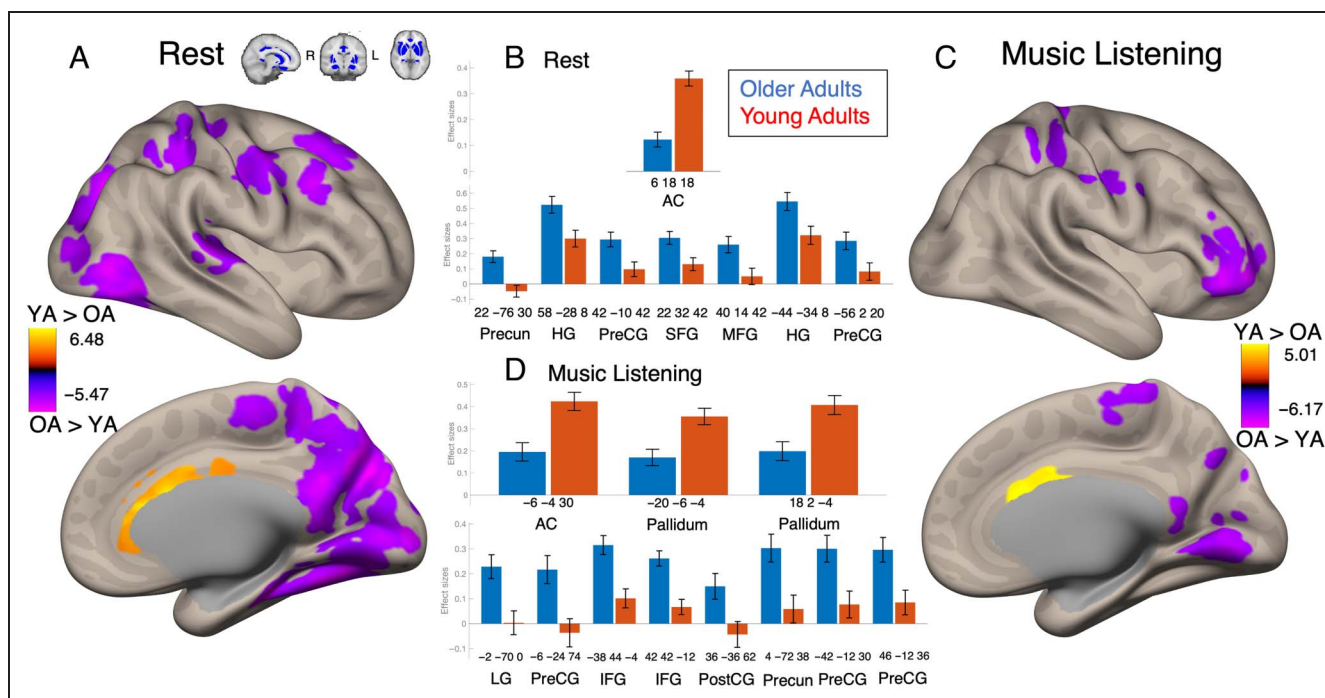 A Rest R L
YA > OA
6.48
−5.47
OA > YA
B Rest
Older Adults
Young Adults
Effect sizes
0.4
0.3
0.2
0.1
0
6 18 18
AC
Effect sizes
0.6
0.5
0.4
0.3
0.2
0.1
0
−0.1
22 −76 30 58 −28 8 42 −10 42 22 32 42 40 14 42 −44 −34 8 −56 2 20
Precun HG PreCG SFG MFG HG PreCG
D Music Listening
Effect sizes
0.5
0.4
0.3
0.2
0.1
0
−6 −4 30 −20 −6 −4 18 2 −4
AC Pallidum Pallidum
Effect sizes
0.4
0.3
0.2
0.1
0
−0.1
−2 −70 0 −6 −24 74 −38 44 −4 42 42 −12 36 −36 62 4 −72 38 −42 −12 30 46 −12 36
LG PreCG IFG IFG PostCG Precun PreCG PreCG
C Music Listening
YA > OA
5.01
−6.17
OA > YA